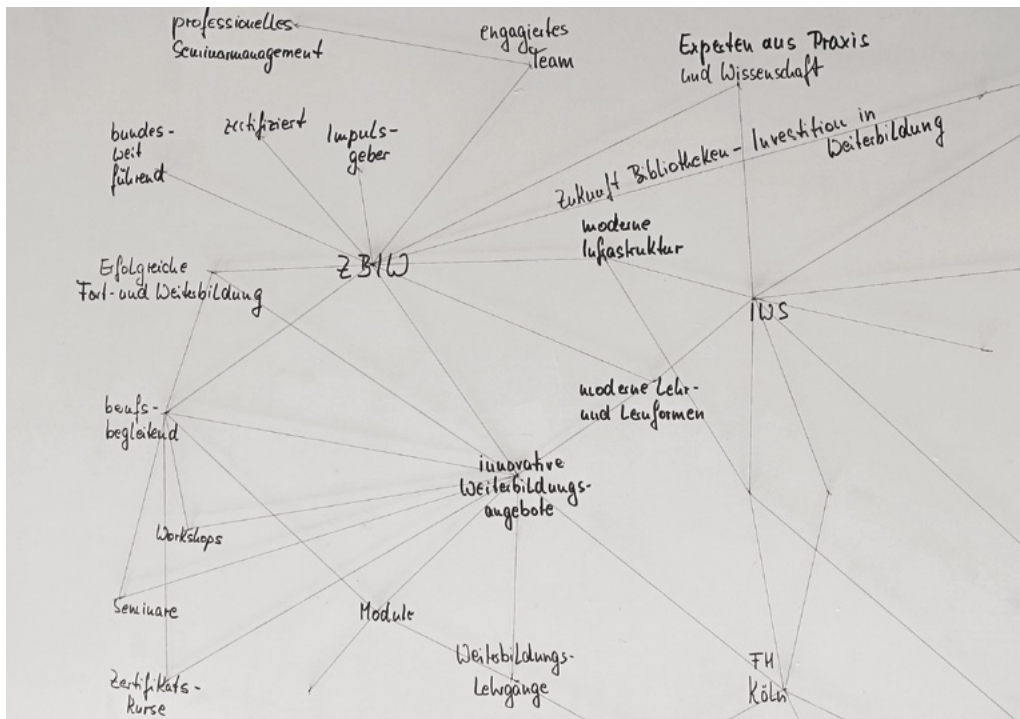 professionelles
Seminarmanagement
engagiertes
Team
Experten aus Praxis
und Wissenschaft
bundes-
weit
führend
zertifiziert
Impuls-
geber
Zukunft Bibliotheken - Investition in
Weiterbildung
moderne
Infrastruktur
ZBIW
Erfolgreiche
Fort- und Weiterbildung
IWS
moderne Lehr-
und Lernformen
berufs-
begleitend
innovative
Weiterbildungs-
angebote
Workshops
Seminare
Module
Weiterbildungs-
Lehrgänge
FH
Köln
Zertifikats-
kurse